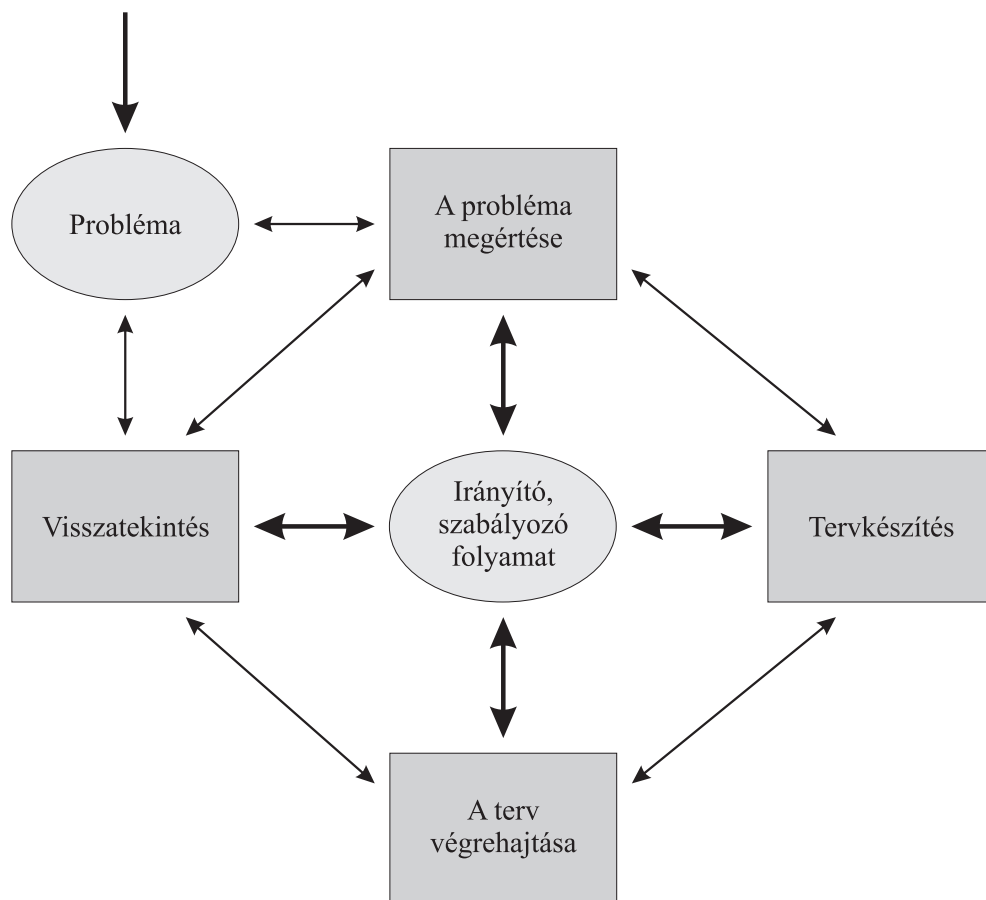 Probléma
A probléma
megértése
Visszatekintés
Irányító,
szabályozó
folyamat
Tervkészítés
A terv
végrehajtása